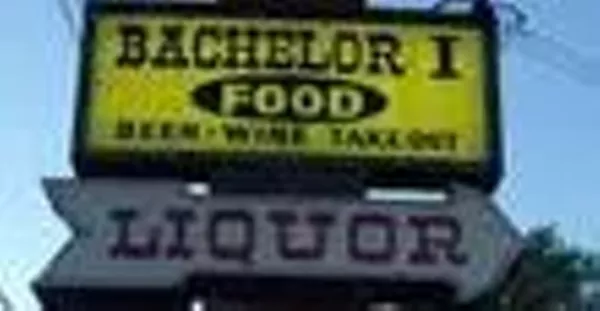 BACHELOR I
FOOD
BEER - WINE TAKE OUT
LIQUOR